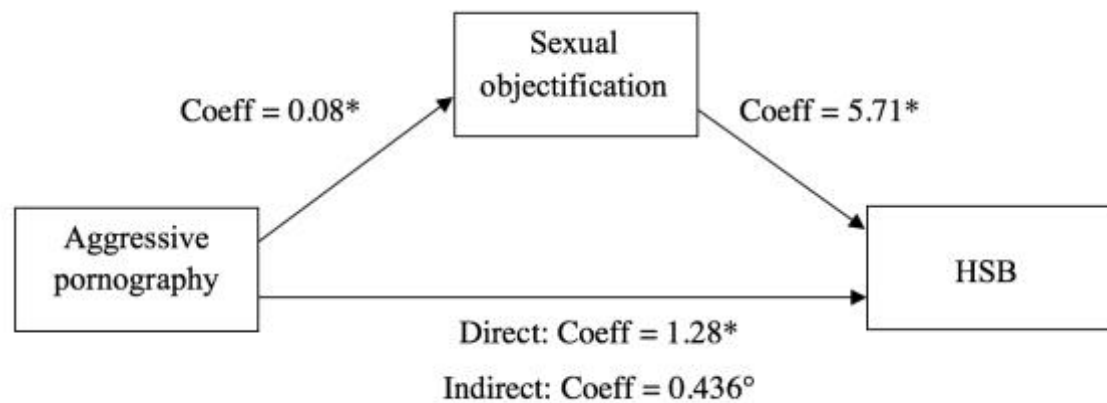 Sexual
objectification
Coeff = 0.08*
Coeff = 5.71*
Aggressive
pornography
HSB
Direct: Coeff = 1.28*
Indirect: Coeff = 0.436°